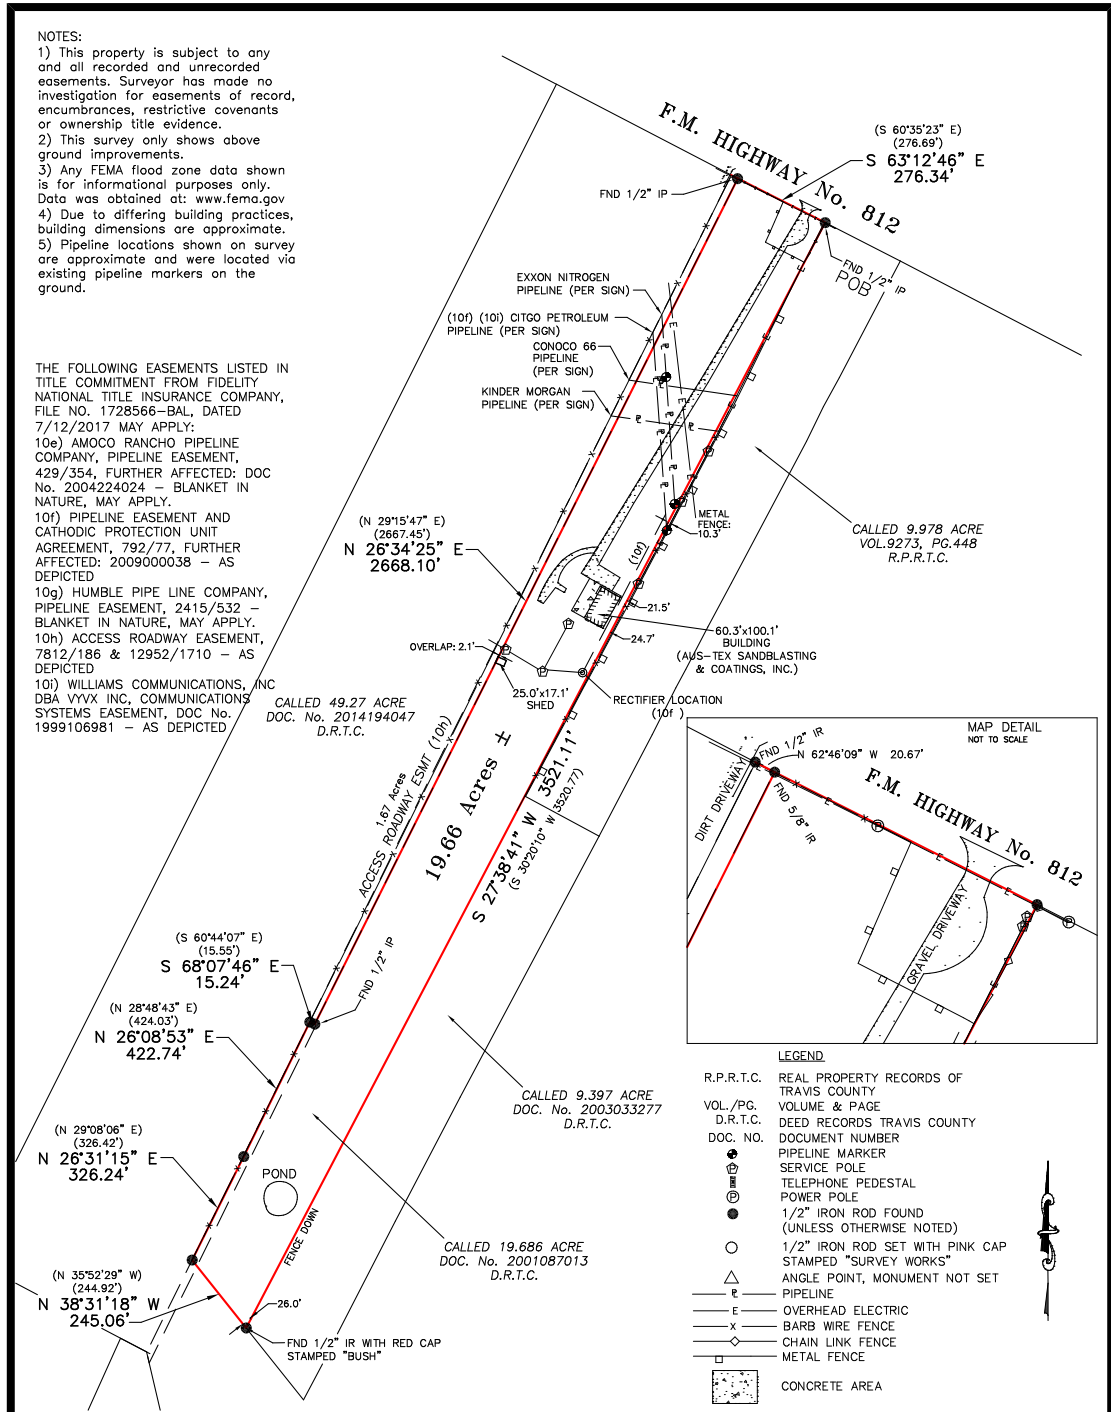 NOTES:
1) This property is subject to any
and all recorded and unrecorded
easements. Surveyor has made no
investigation for easements of record,
encumbrances, restrictive covenants
or ownership title evidence.
2) This survey only shows above
ground improvements.
3) Any FEMA flood zone data shown
is for informational purposes only.
Data was obtained at: www.fema.gov
4) Due to differing building practices,
building dimensions are approximate.
5) Pipeline locations shown on survey
are approximate and were located via
existing pipeline markers on the
ground.
THE FOLLOWING EASEMENTS LISTED IN
TITLE COMMITMENT FROM FIDELITY
NATIONAL TITLE INSURANCE COMPANY,
FILE NO. 1728566-BAL, DATED
7/12/2017 MAY APPLY:
10e) AMOCO RANCHO PIPELINE
COMPANY, PIPELINE EASEMENT,
429/354, FURTHER AFFECTED: DOC
No. 2004224024 - BLANKET IN
NATURE, MAY APPLY.
10f) PIPELINE EASEMENT AND
CATHODIC PROTECTION UNIT
AGREEMENT, 792/77, FURTHER
AFFECTED: 2009000038 - AS
DEPICTED
10g) HUMBLE PIPE LINE COMPANY,
PIPELINE EASEMENT, 2415/532 -
BLANKET IN NATURE, MAY APPLY.
10h) ACCESS ROADWAY EASEMENT,
7812/186 & 12952/1710 - AS
DEPICTED
10i) WILLIAMS COMMUNICATIONS, INC
DBA VYVX INC, COMMUNICATIONS
SYSTEMS EASEMENT, DOC No.
1999106981 - AS DEPICTED
F.M. HIGHWAY No. 812
(S 60°35'23" E)
(276.69')
S 63°12'46" E
276.34'
FND 1/2" IP
FND 1/2" IP
POB
EXXON NITROGEN
PIPELINE (PER SIGN)
(10f) (10i) CITGO PETROLEUM
PIPELINE (PER SIGN)
CONOCO 66
PIPELINE
(PER SIGN)
KINDER MORGAN
PIPELINE (PER SIGN)
METAL
FENCE:
10.3'
(10f)
CALLED 9.978 ACRE
VOL.9273, PG.448
R.P.R.T.C.
(N 29°15'47" E)
(2667.45')
N 26°34'25" E
2668.10'
21.5'
24.7'
60.3'x100.1'
BUILDING
(AUS-TEX SANDBLASTING
& COATINGS, INC.)
OVERLAP: 2.1'
25.0'x17.1'
SHED
RECTIFIER LOCATION
(10f )
CALLED 49.27 ACRE
DOC. No. 2014194047
D.R.T.C.
1.67 Acres
ACCESS ROADWAY ESMT (10h)
19.66 Acres ±
S 27°38'41" W 3521.11'
(S 30°20'10" W 3520.77)
MAP DETAIL
NOT TO SCALE
FND 1/2" IR
N 62°46'09" W 20.67'
FND 5/8" IR
DIRT DRIVEWAY
F.M. HIGHWAY No. 812
GRAVEL DRIVEWAY
(S 60°44'07" E)
(15.55')
S 68°07'46" E
15.24'
FND 1/2" IP
(N 28°48'43" E)
(424.03')
N 26°08'53" E
422.74'
(N 29°08'06" E)
(326.42')
N 26°31'15" E
326.24'
POND
FENCE DOWN
CALLED 9.397 ACRE
DOC. No. 2003033277
D.R.T.C.
CALLED 19.686 ACRE
DOC. No. 2001087013
D.R.T.C.
(N 35°52'29" W)
(244.92')
N 38°31'18" W
245.06'
26.0'
FND 1/2" IR WITH RED CAP
STAMPED "BUSH"
LEGEND
R.P.R.T.C. REAL PROPERTY RECORDS OF
TRAVIS COUNTY
VOL./PG. VOLUME & PAGE
D.R.T.C. DEED RECORDS TRAVIS COUNTY
DOC. NO. DOCUMENT NUMBER
PIPELINE MARKER
SERVICE POLE
TELEPHONE PEDESTAL
POWER POLE
1/2" IRON ROD FOUND
(UNLESS OTHERWISE NOTED)
1/2" IRON ROD SET WITH PINK CAP
STAMPED "SURVEY WORKS"
ANGLE POINT, MONUMENT NOT SET
PIPELINE
E OVERHEAD ELECTRIC
X BARB WIRE FENCE
CHAIN LINK FENCE
METAL FENCE
CONCRETE AREA